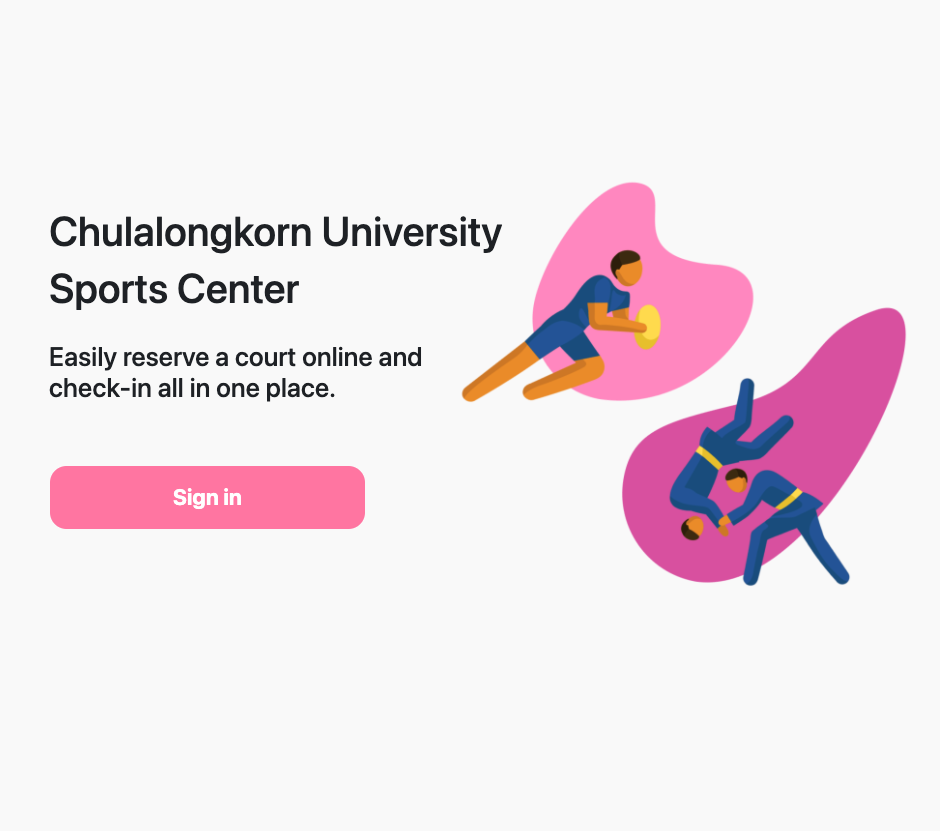 Chulalongkorn University
Sports Center
Easily reserve a court online and
check-in all in one place.
Sign in